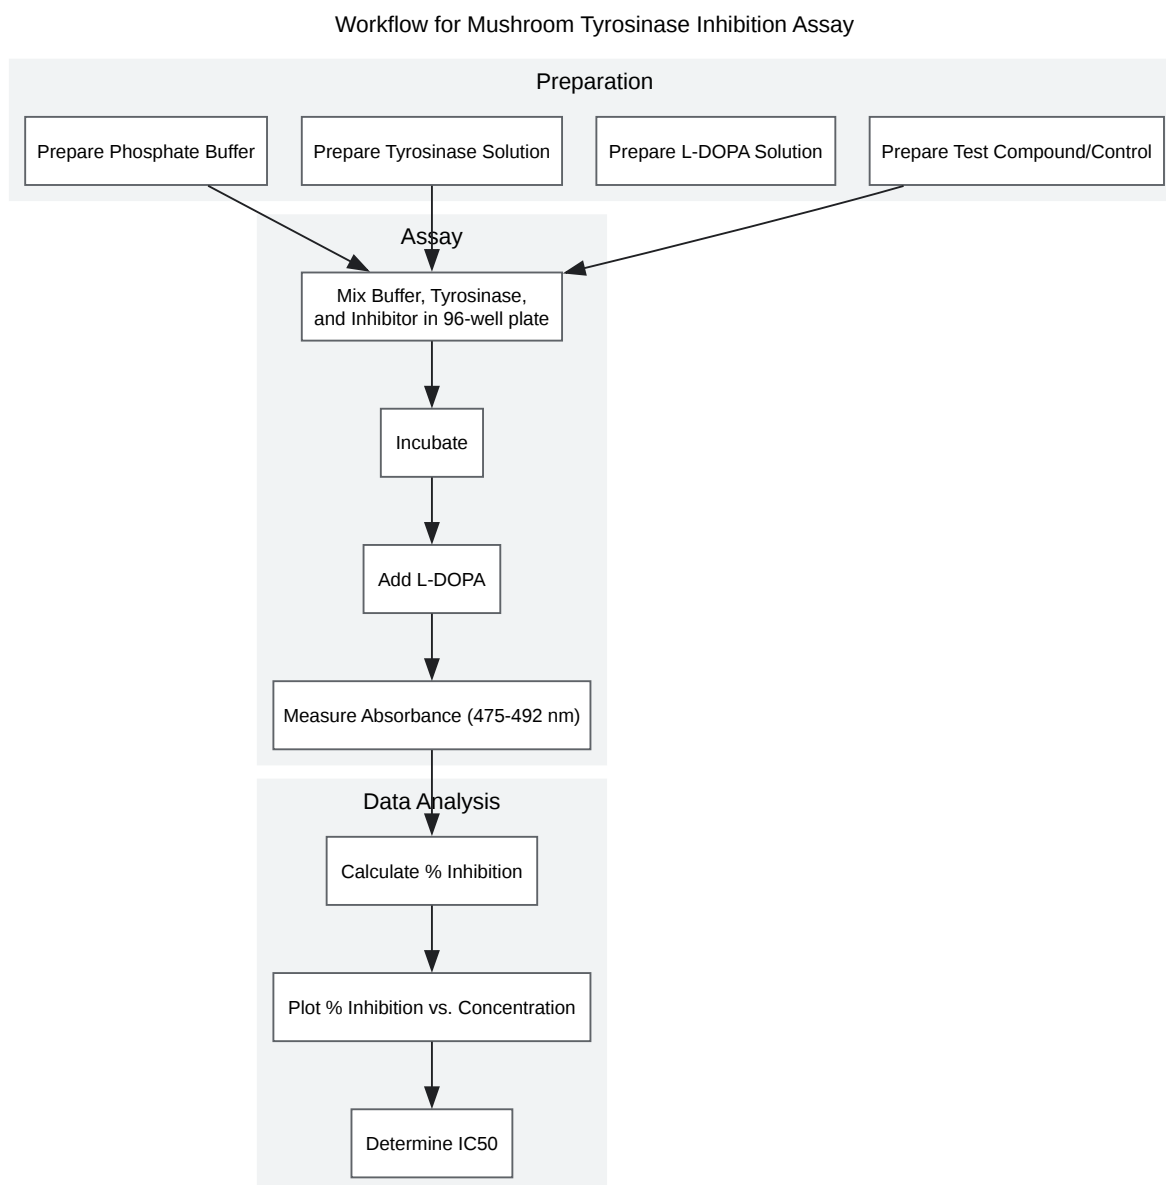 Workflow for Mushroom Tyrosinase Inhibition Assay
Preparation
Prepare Phosphate Buffer
Prepare Tyrosinase Solution
Prepare L-DOPA Solution
Prepare Test Compound/Control
Assay
Mix Buffer, Tyrosinase,
and Inhibitor in 96-well plate
Incubate
Add L-DOPA
Measure Absorbance (475-492 nm)
Data Analysis
Calculate % Inhibition
Plot % Inhibition vs. Concentration
Determine IC50